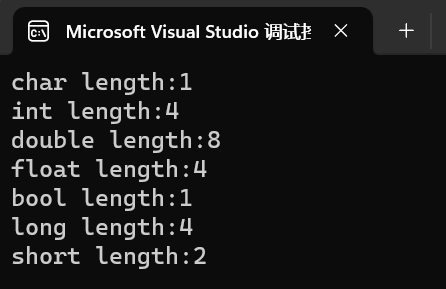 Microsoft Visual Studio 调试
char length:1
int length:4
double length:8
float length:4
bool length:1
long length:4
short length:2